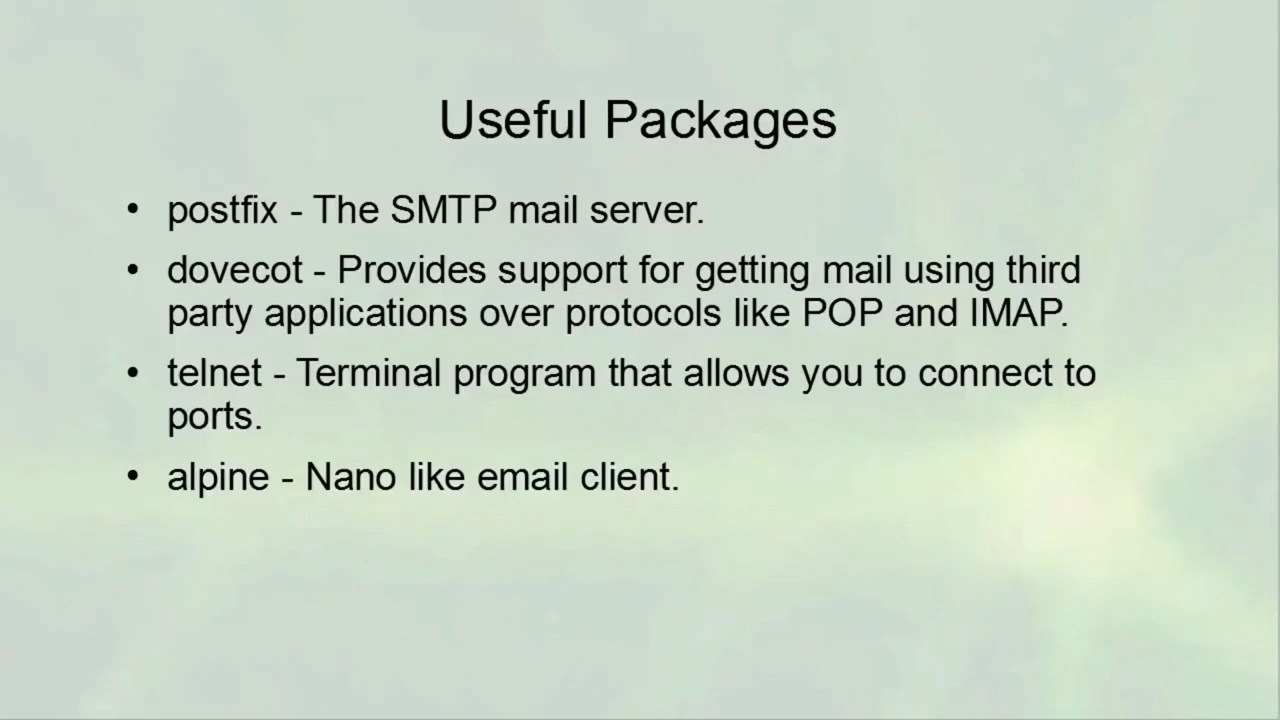 Useful Packages
• postfix - The SMTP mail server.
• dovecot - Provides support for getting mail using third
party applications over protocols like POP and IMAP.
• telnet - Terminal program that allows you to connect to
ports.
• alpine - Nano like email client.